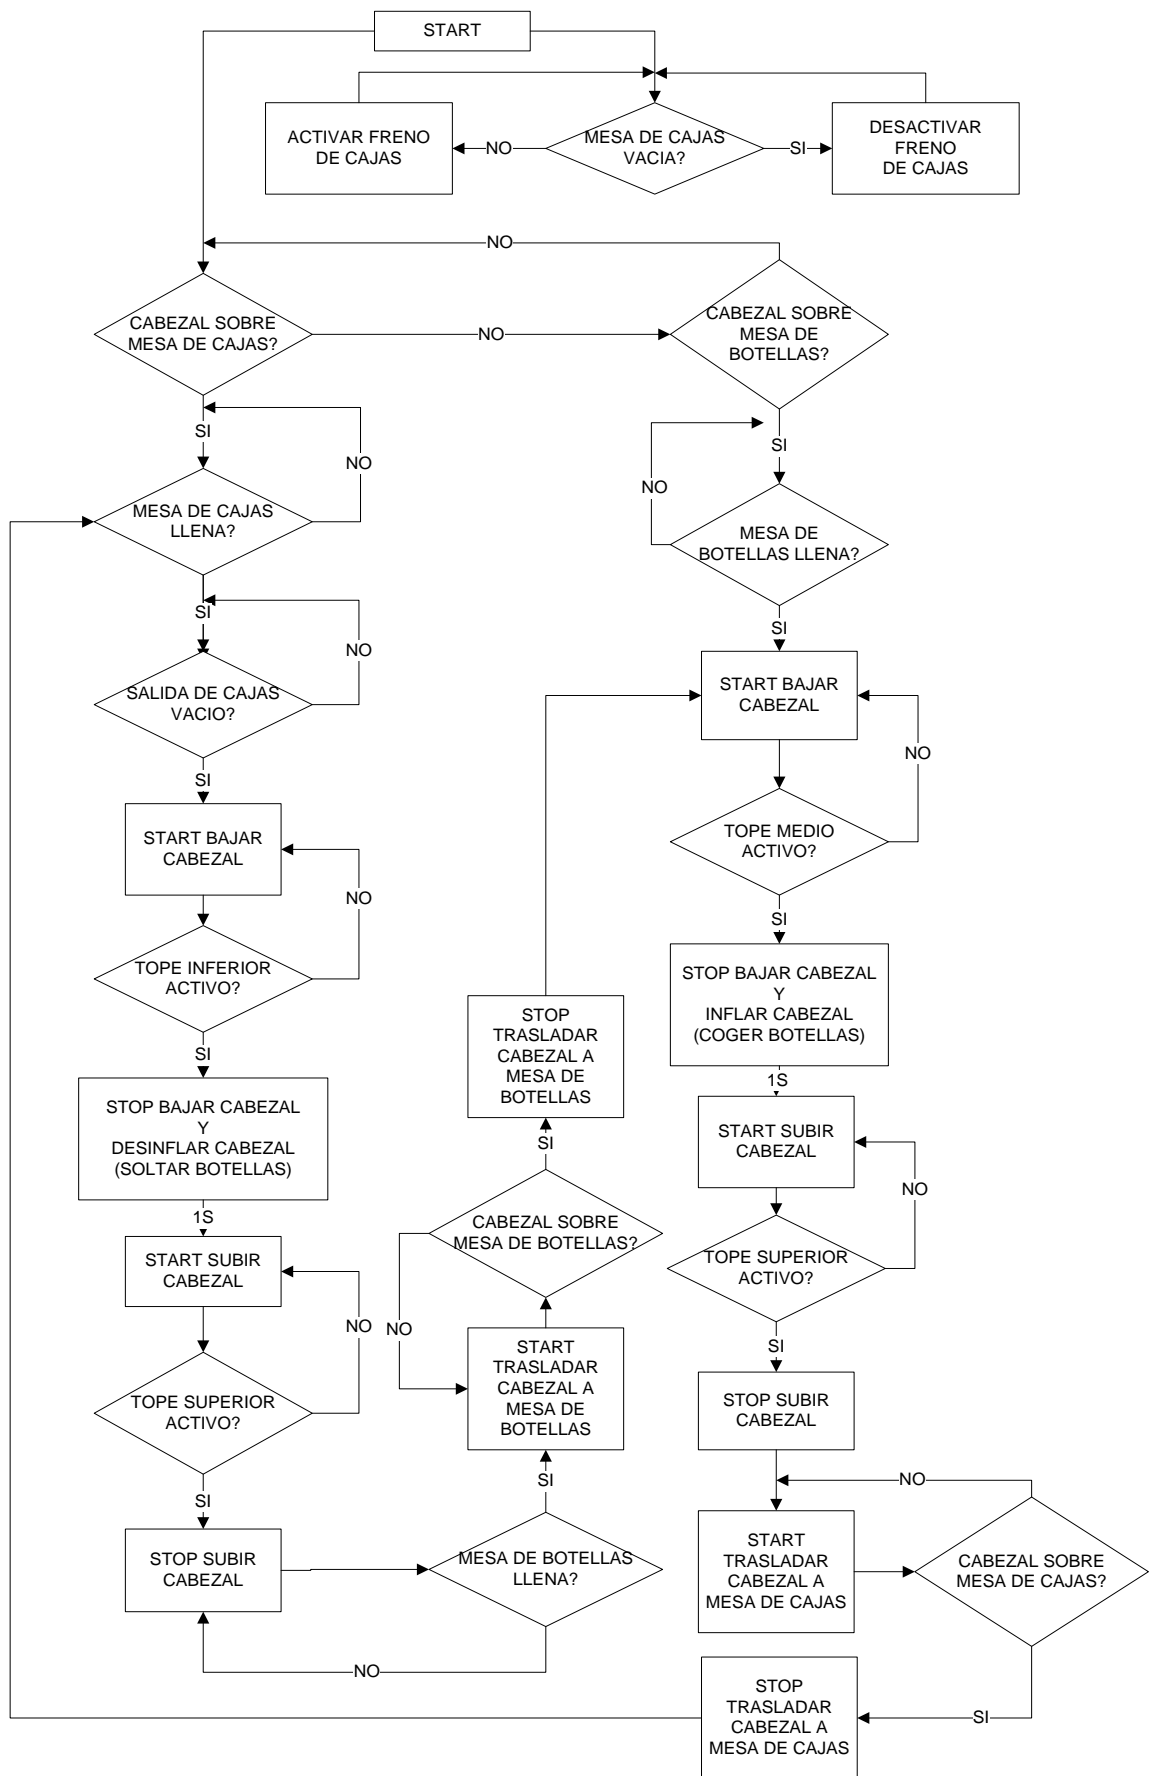 START
ACTIVAR FRENO
DE CAJAS
NO
MESA DE CAJAS
VACIA?
SI
DESACTIVAR
FRENO
DE CAJAS
NO
CABEZAL SOBRE
MESA DE CAJAS?
NO
CABEZAL SOBRE
MESA DE
BOTELLAS?
SI
NO
SI
NO
MESA DE CAJAS
LLENA?
MESA DE
BOTELLAS LLENA?
SI
NO
SI
SALIDA DE CAJAS
VACIO?
START BAJAR
CABEZAL
NO
SI
START BAJAR
CABEZAL
NO
TOPE MEDIO
ACTIVO?
SI
TOPE INFERIOR
ACTIVO?
STOP BAJAR CABEZAL
Y
INFLAR CABEZAL
(COGER BOTELLAS)
STOP
TRASLADAR
CABEZAL A
MESA DE
BOTELLAS
SI
1S
STOP BAJAR CABEZAL
Y
DESINFLAR CABEZAL
(SOLTAR BOTELLAS)
START SUBIR
CABEZAL
SI
NO
1S
CABEZAL SOBRE
MESA DE BOTELLAS?
START SUBIR
CABEZAL
TOPE SUPERIOR
ACTIVO?
NO
NO
START
TRASLADAR
CABEZAL A
MESA DE
BOTELLAS
SI
TOPE SUPERIOR
ACTIVO?
STOP SUBIR
CABEZAL
SI
SI
NO
STOP SUBIR
CABEZAL
MESA DE BOTELLAS
LLENA?
START
TRASLADAR
CABEZAL A
MESA DE CAJAS
CABEZAL SOBRE
MESA DE CAJAS?
NO
STOP
TRASLADAR
CABEZAL A
MESA DE CAJAS
SI